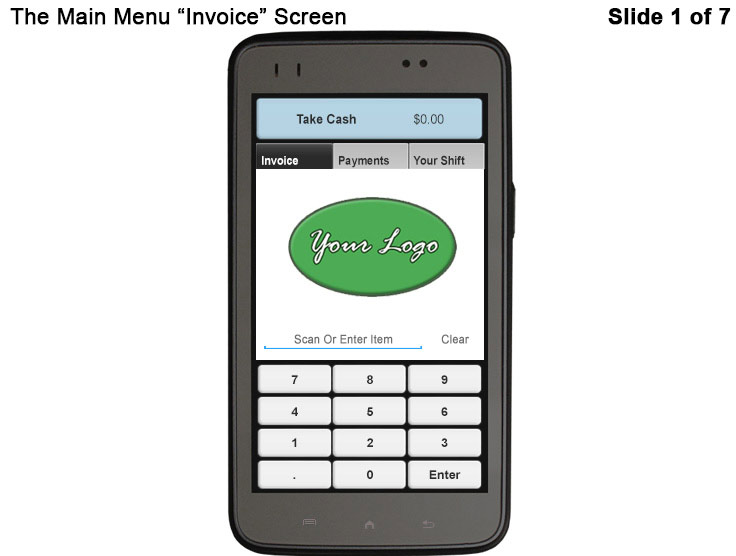 The Main Menu “Invoice” Screen Slide 1 of 7
Take Cash $0.00
Invoice Payments Your Shift
Your Logo
Scan Or Enter Item Clear
7 8 9
4 5 6
1 2 3
. 0 Enter